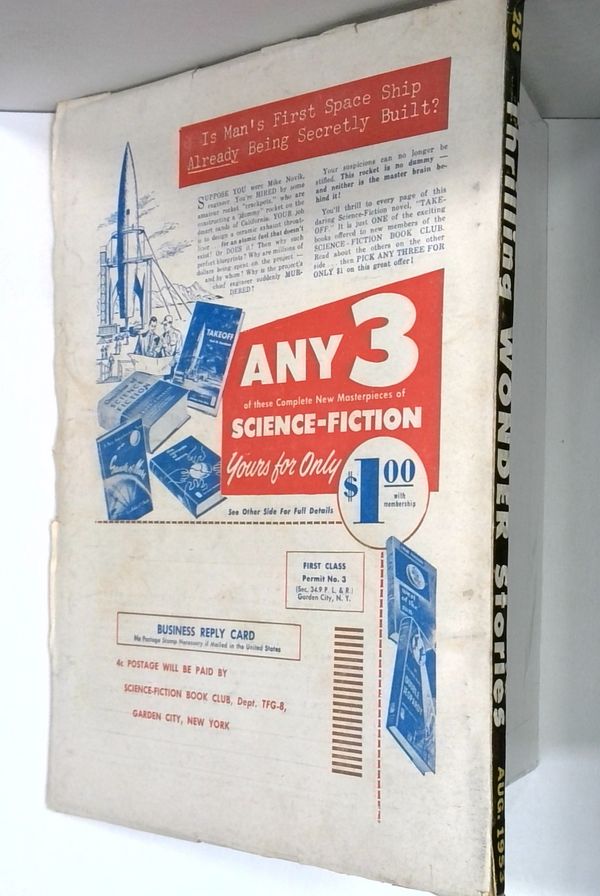 Is Man's First Space Ship
Already Being Secretly Built?
SUPPOSE YOU were Mike Novik,
engineer. You're HIRED by some
amateur rocket "crackpots," who are
constructing a "dummy" rocket on the
desert sands of California. YOUR job
is to design a ceramic exhaust throat-
liner for an atomic fuel that doesn't
exist! Or DOES it? Then why such
perfect blueprints? Why are millions of
dollars being spent on the project —
and by whom? Why is the project's
chief engineer suddenly MUR-
DERED?
Your suspicions can no longer be
stifled. This rocket is no dummy —
and neither is the master brain be-
hind it!
You'll thrill to every page of this
daring Science-Fiction novel, "TAKE-
OFF." It is just ONE of the exciting
books offered to new members of the
SCIENCE-FICTION BOOK CLUB.
Read about the others on the other
side . . . then PICK ANY THREE FOR
ONLY $1 on this great offer!
TAKEOFF
SCIENCE
FICTION
ANY 3
of these Complete New Masterpieces of
SCIENCE-FICTION
Yours for Only
$1.00
with
membership
See Other Side For Full Details
FIRST CLASS
Permit No. 3
(Sec. 34.9 P. L. & R.)
Garden City, N. Y.
BUSINESS REPLY CARD
No Postage Stamp Necessary if Mailed in the United States
4c POSTAGE WILL BE PAID BY
SCIENCE-FICTION BOOK CLUB, Dept. TFG-8,
GARDEN CITY, NEW YORK
DOUBLE
JEOPARDY
25c Thrilling WONDER Stories AUG. 195